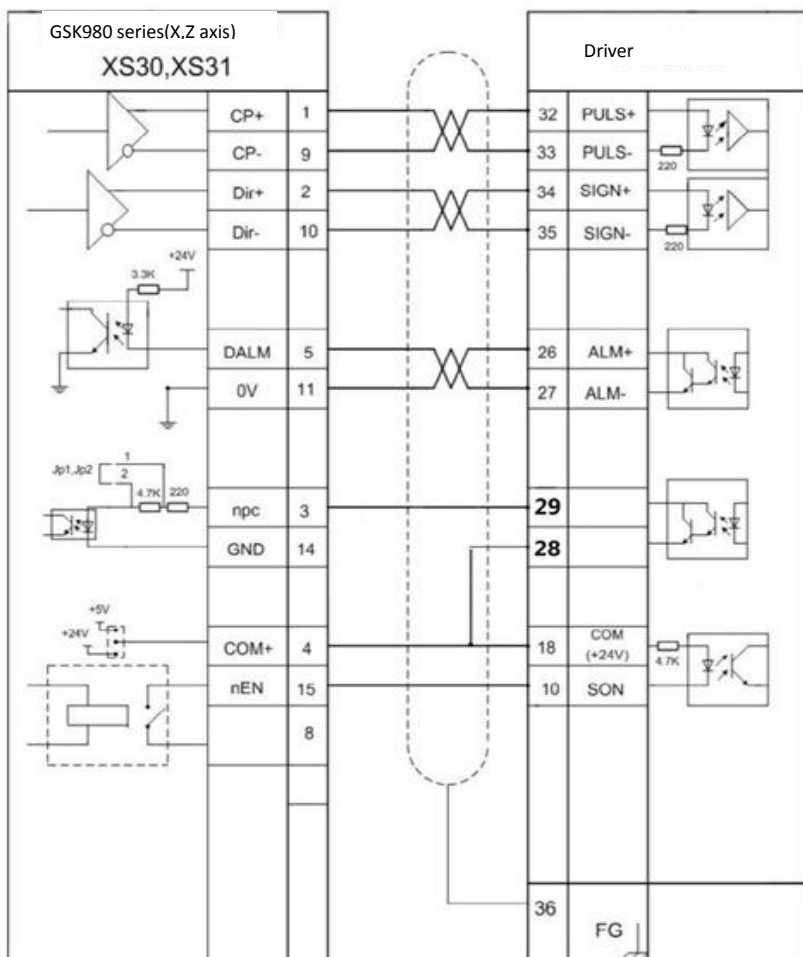 GSK980 series(X,Z axis)
XS30,XS31
Driver
CP+ 1 32 PULS+
CP- 9 33 PULS-
220
Dir+ 2 34 SIGN+
Dir- 10 35 SIGN-
220
+24V
3.3K
DALM 5 26 ALM+
0V 11 27 ALM-
Jp1,Jp2
1
2
4.7K 220
npc 3 29
GND 14 28
+5V
+24V
COM+ 4 18 COM
(+24V)
4.7K
nEN 15 10 SON
8
36
FG